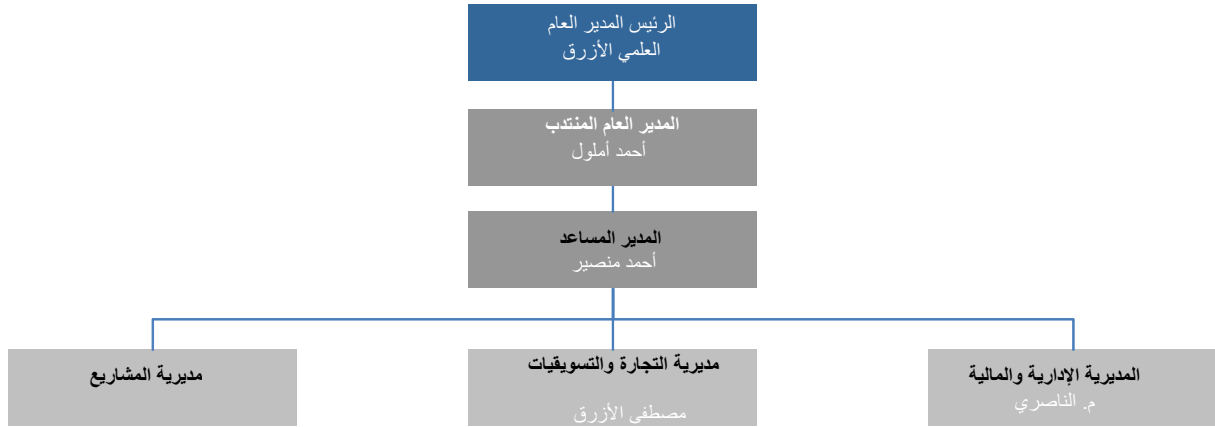 الرئيس المدير العام
العلمي الأزرق
المدير العام المنتدب
أحمد أملول
المدير المساعد
أحمد منصير
المديرية الإدارية والمالية
م. الناصري
مديرية التجارة والتسويقيات
مصطفى الأزرق
مديرية المشاريع